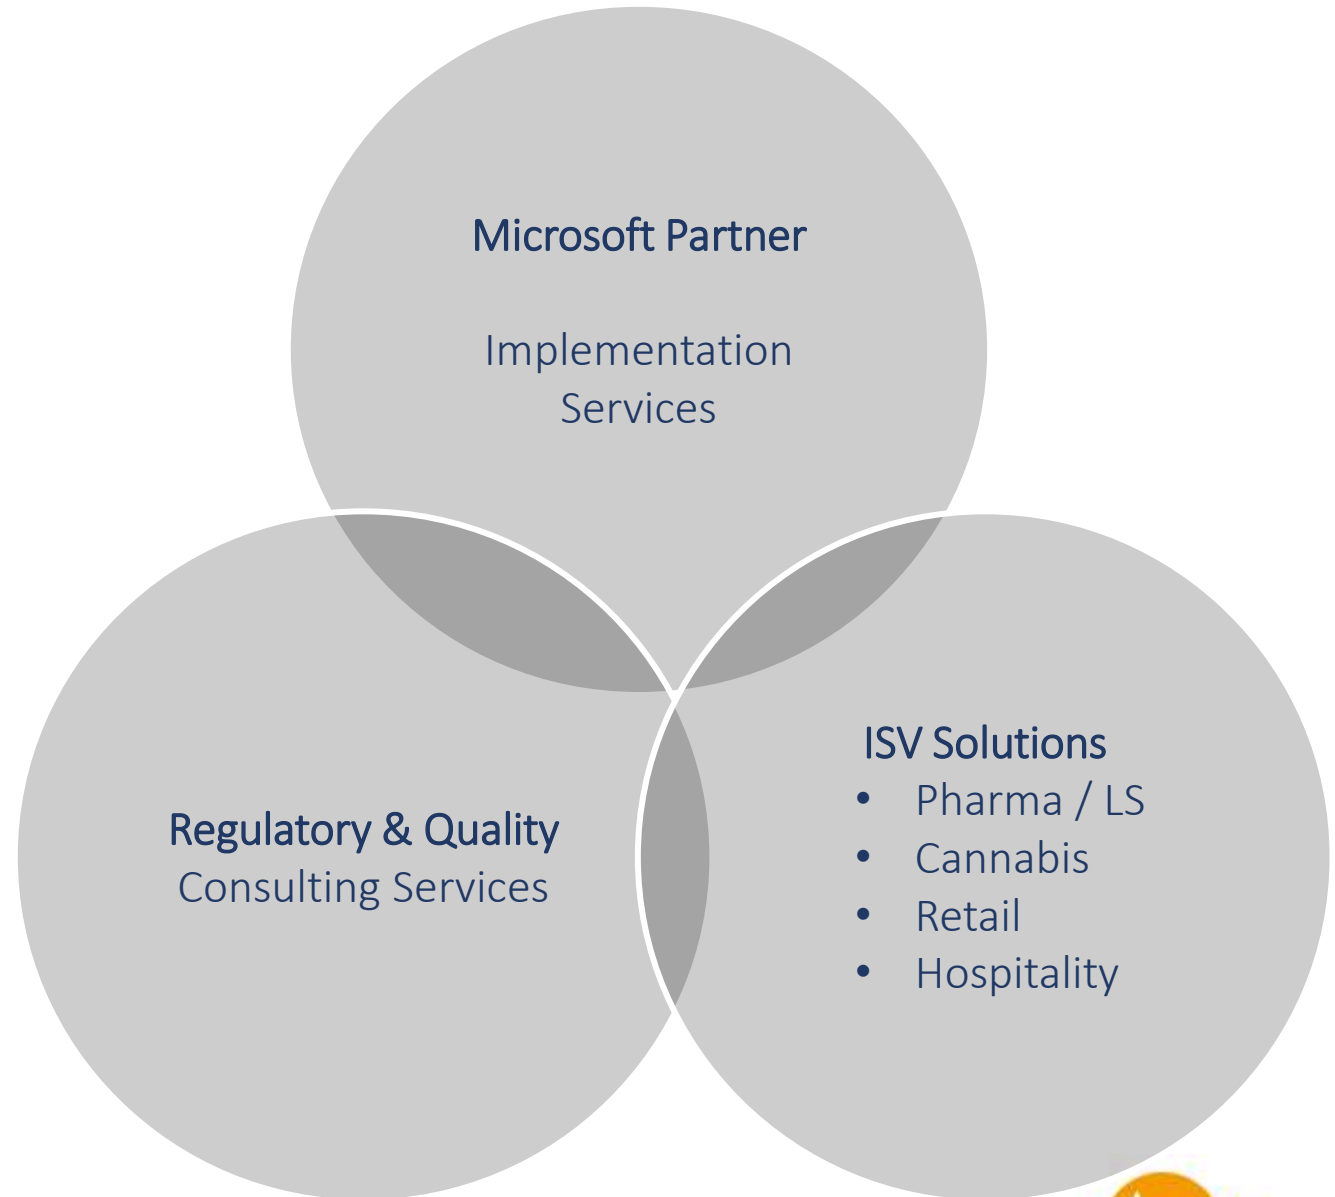 Microsoft Partner
Implementation
Services
Regulatory & Quality
Consulting Services
ISV Solutions
• Pharma / LS
• Cannabis
• Retail
• Hospitality